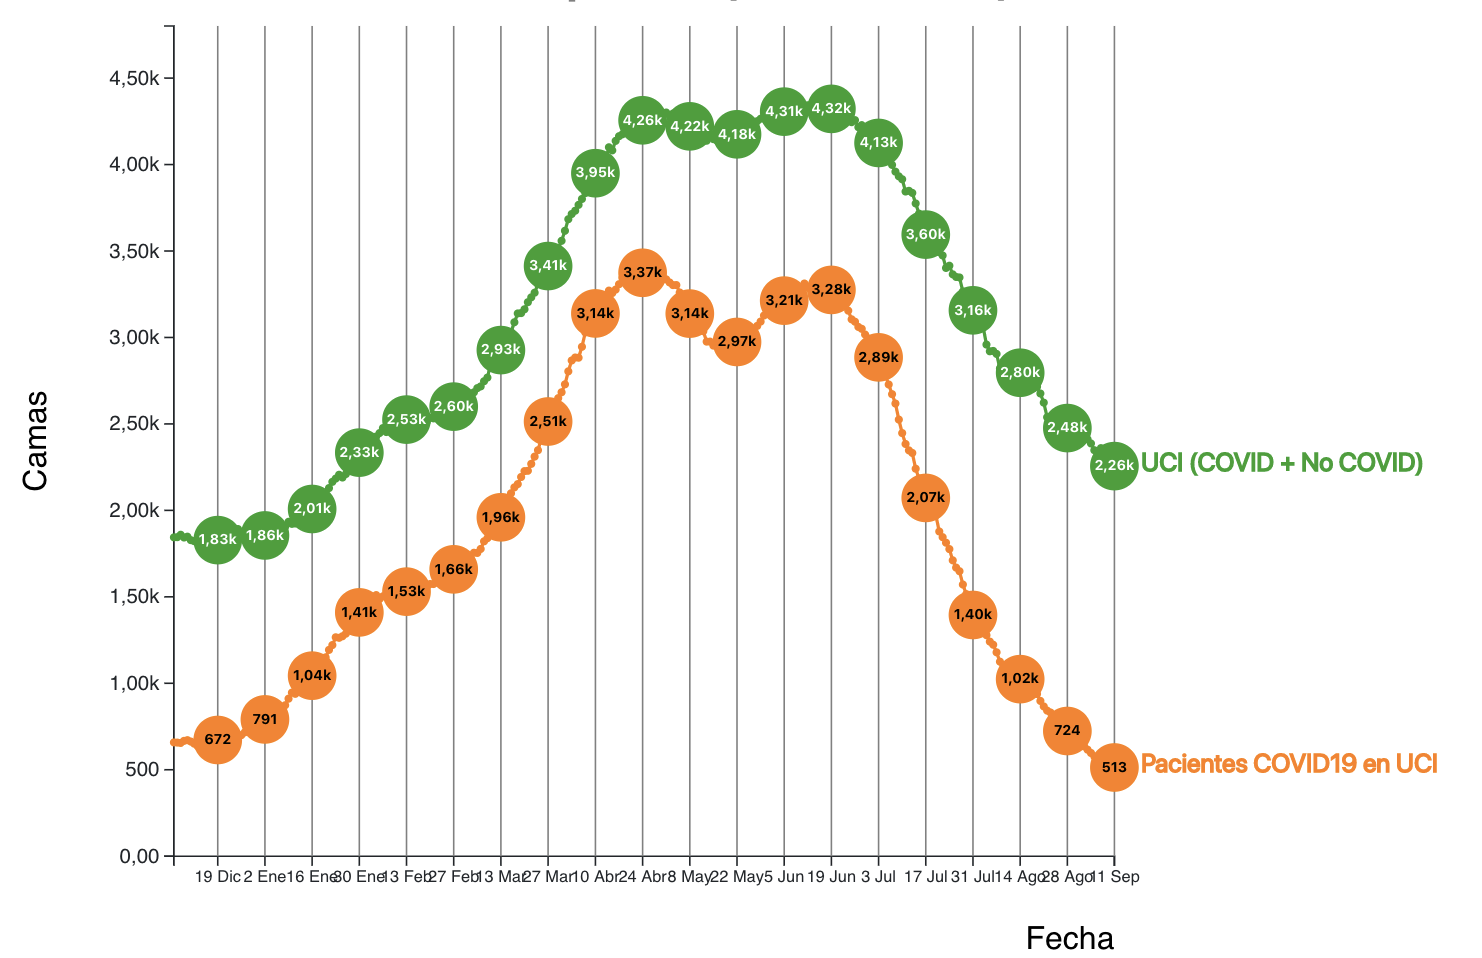 4,50k
4,00k
3,50k
3,00k
2,50k
2,00k
1,50k
1,00k
500
0,00
Camas
1,83k 1,86k 2,01k 2,33k 2,53k 2,60k 2,93k 3,41k 3,95k 4,26k 4,22k 4,18k 4,31k 4,32k 4,13k 3,60k 3,16k 2,80k 2,48k 2,26k
UCI (COVID + No COVID)
672 791 1,04k 1,41k 1,53k 1,66k 1,96k 2,51k 3,14k 3,37k 3,14k 2,97k 3,21k 3,28k 2,89k 2,07k 1,40k 1,02k 724 513
Pacientes COVID19 en UCI
19 Dic 2 Ene 16 Ene 30 Ene 13 Feb 27 Feb 13 Mar 27 Mar 10 Abr 24 Abr 8 May 22 May 5 Jun 19 Jun 3 Jul 17 Jul 31 Jul 14 Ago 28 Ago 11 Sep
Fecha